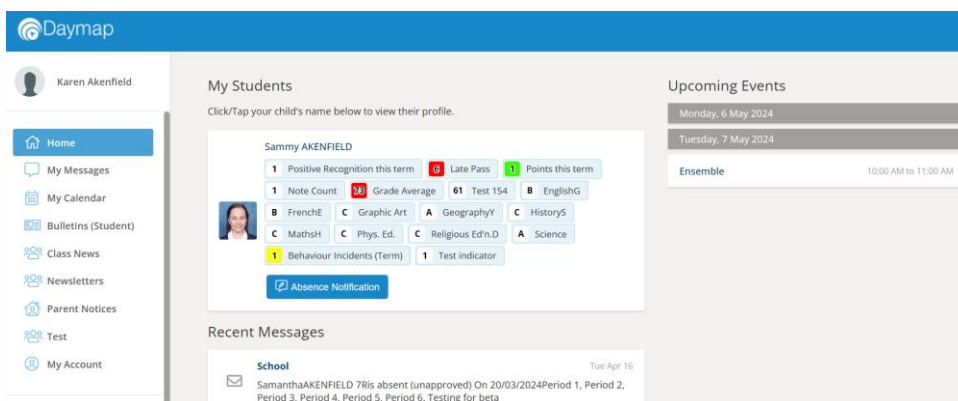 Daymap
Karen Akenfield
Home
My Messages
My Calendar
Bulletins (Student)
Class News
Newsletters
Parent Notices
Test
My Account
My Students
Click/Tap your child's name below to view their profile.
Sammy AKENFIELD
1 Positive Recognition this term 6 Late Pass 1 Points this term
1 Note Count 73 Grade Average 61 Test 154 B EnglishG
B FrenchE C Graphic Art A GeographyY C HistoryS
C MathsH C Phys. Ed. C Religious Ed'n.D A Science
1 Behaviour Incidents (Term) 1 Test indicator
Absence Notification
Recent Messages
School Tue Apr 16
SamanthaAKENFIELD 7Ris absent (unapproved) On 20/03/2024Period 1, Period 2,
Period 3, Period 4, Period 5, Period 6, Testing for beta
Upcoming Events
Monday, 6 May 2024
Tuesday, 7 May 2024
Ensemble 10:00 AM to 11:00 AM